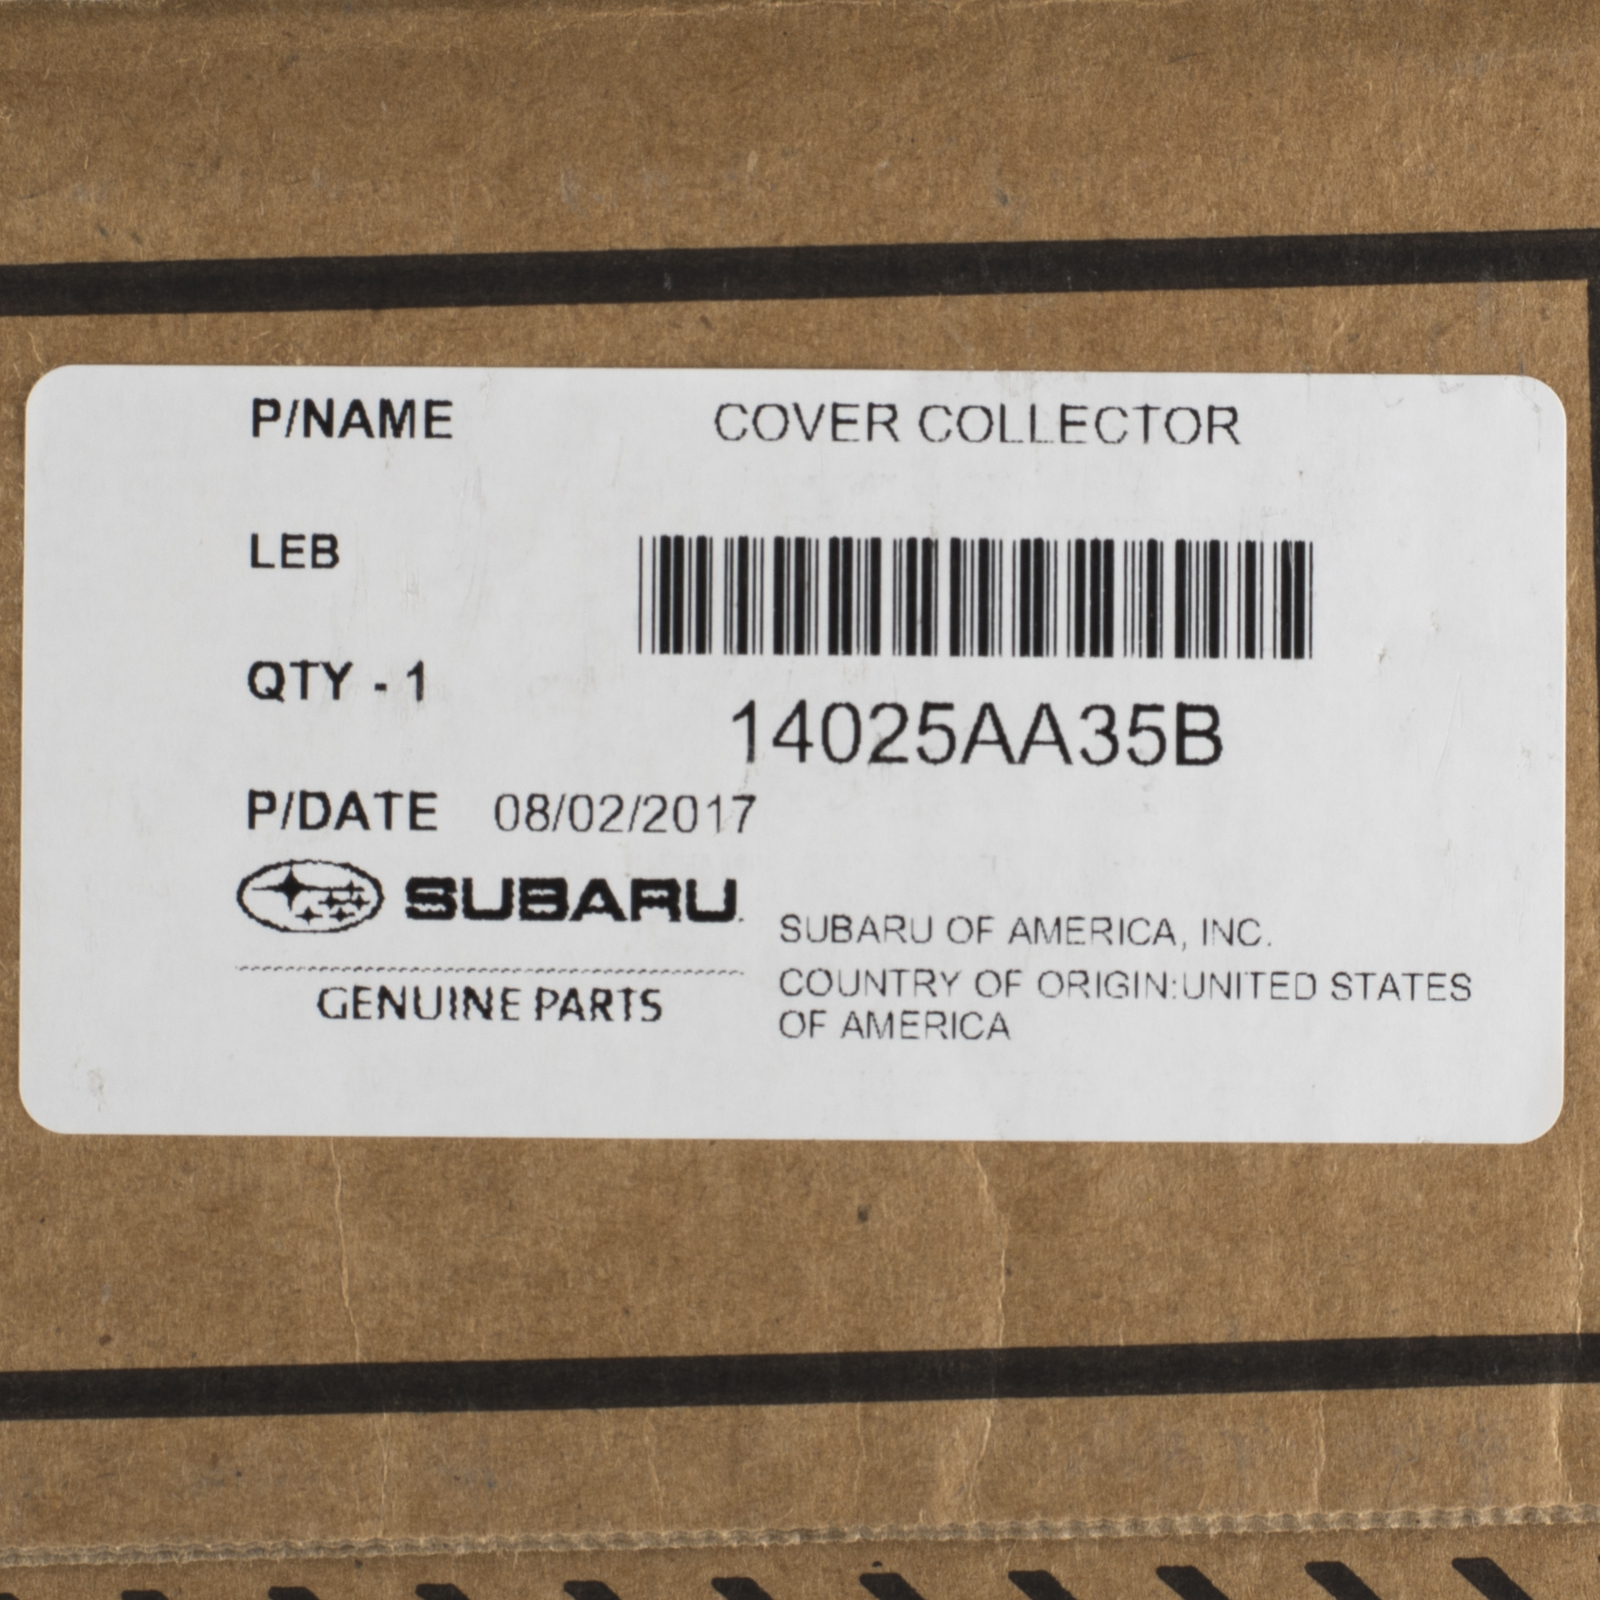 P/NAME COVER COLLECTOR
LEB
QTY - 1
14025AA35B
P/DATE 08/02/2017
SUBARU.
GENUINE PARTS
SUBARU OF AMERICA, INC.
COUNTRY OF ORIGIN:UNITED STATES
OF AMERICA